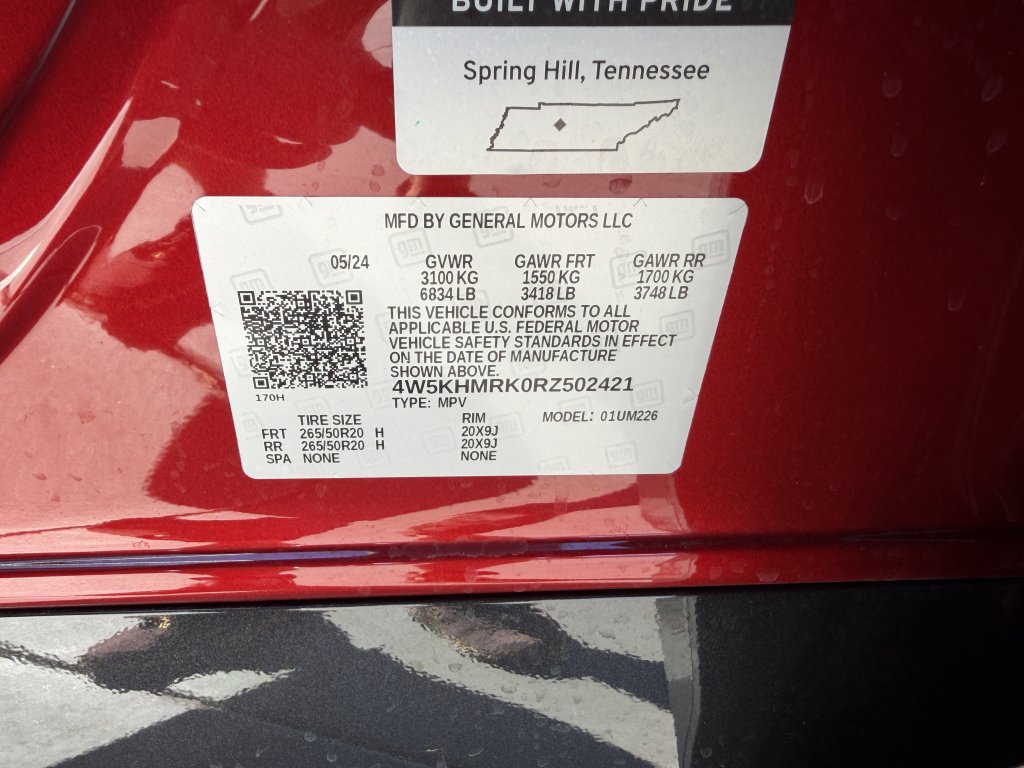 BUILT WITH PRIDE
Spring Hill, Tennessee
MFD BY GENERAL MOTORS LLC
05/24 GVWR GAWR FRT GAWR RR
3100 KG 1550 KG 1700 KG
6834 LB 3418 LB 3748 LB
THIS VEHICLE CONFORMS TO ALL
APPLICABLE U.S. FEDERAL MOTOR
VEHICLE SAFETY STANDARDS IN EFFECT
ON THE DATE OF MANUFACTURE
SHOWN ABOVE.
4W5KHMRK0RZ502421
170H
TYPE: MPV
TIRE SIZE RIM MODEL: 01UM226
FRT 265/50R20 H 20X9J
RR 265/50R20 H 20X9J
SPA NONE NONE